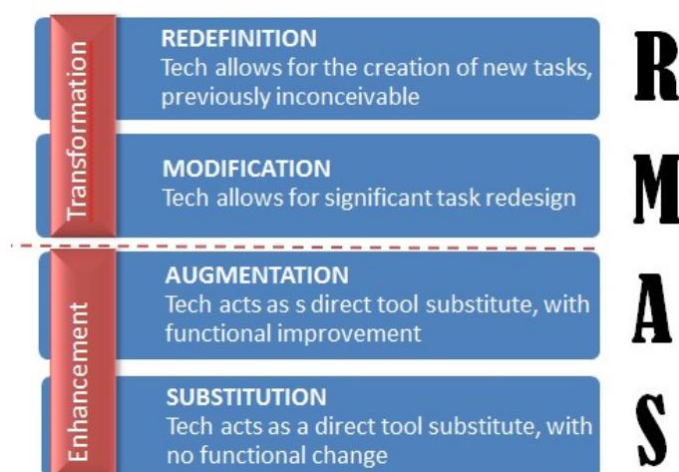 Transformation
REDEFINITION
Tech allows for the creation of new tasks,
previously inconceivable
R
MODIFICATION
Tech allows for significant task redesign
M
Enhancement
AUGMENTATION
Tech acts as s direct tool substitute, with
functional improvement
A
SUBSTITUTION
Tech acts as a direct tool substitute, with
no functional change
S